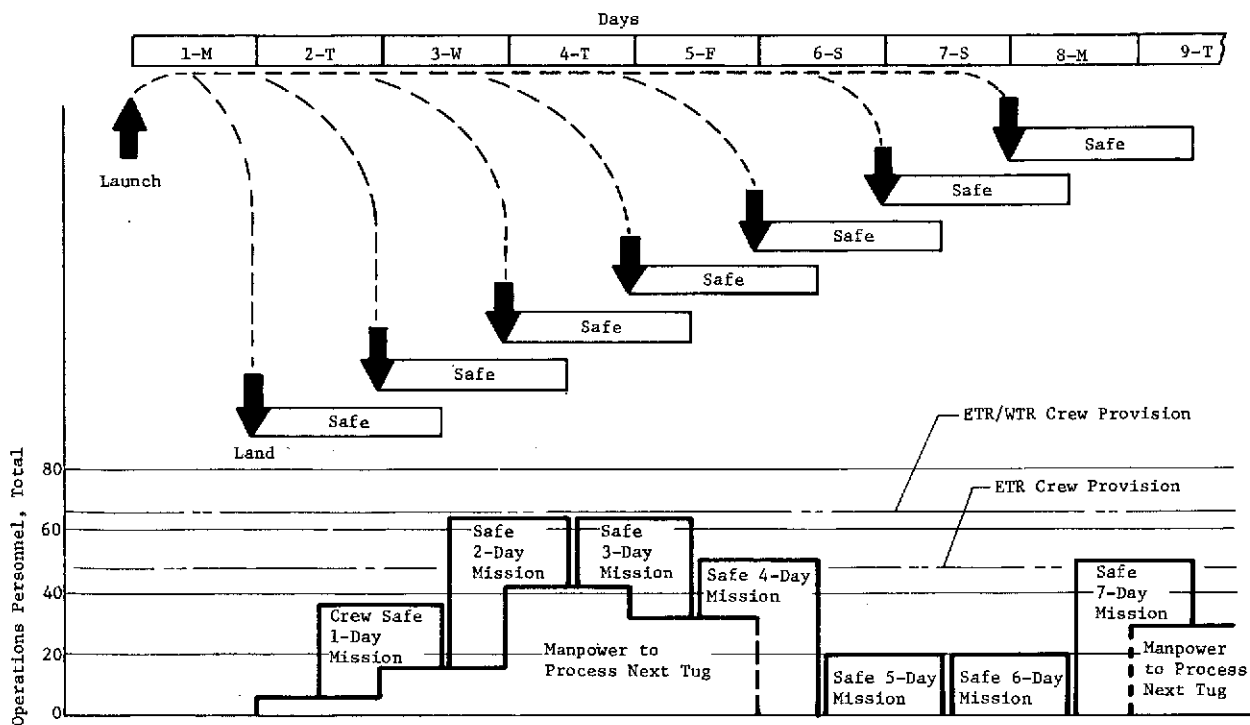 Days
1-M 2-T 3-W 4-T 5-F 6-S 7-S 8-M 9-T
Launch
Safe
Safe
Safe
Safe
Safe
Safe
Safe
Land
ETR/WTR Crew Provision
ETR Crew Provision
Operations Personnel, Total
80
60
40
20
0
Crew Safe
1-Day
Mission
Safe
2-Day
Mission
Safe
3-Day
Mission
Safe 4-Day
Mission
Safe 5-Day
Mission
Safe 6-Day
Mission
Safe
7-Day
Mission
Manpower to
Process Next Tug
Manpower
to Process
Next Tug